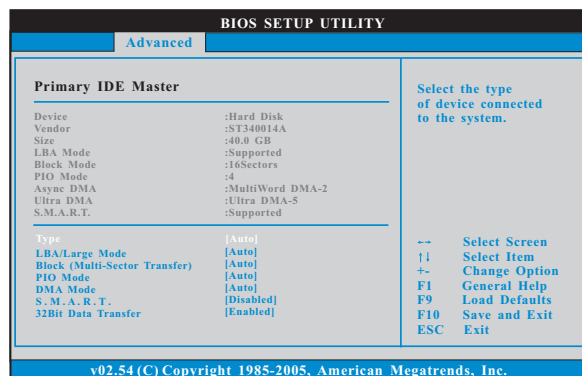 BIOS SETUP UTILITY
Advanced
Primary IDE Master
Device :Hard Disk
Vendor :ST340014A
Size :40.0 GB
LBA Mode :Supported
Block Mode :16Sectors
PIO Mode :4
Async DMA :MultiWord DMA-2
Ultra DMA :Ultra DMA-5
S.M.A.R.T. :Supported
Type [Auto]
LBA/Large Mode [Auto]
Block (Multi-Sector Transfer) [Auto]
PIO Mode [Auto]
DMA Mode [Auto]
S.M.A.R.T. [Disabled]
32Bit Data Transfer [Enabled]
Select the type
of device connected
to the system.
←→ Select Screen
↑↓ Select Item
+- Change Option
F1 General Help
F9 Load Defaults
F10 Save and Exit
ESC Exit
v02.54 (C) Copyright 1985-2005, American Megatrends, Inc.